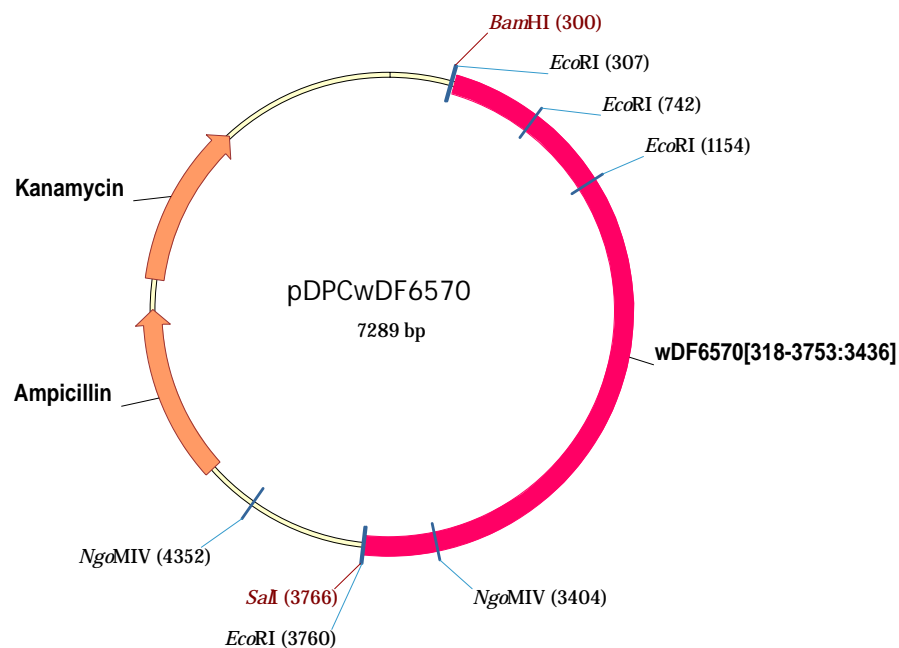 BamHI (300)
EcoRI (307)
EcoRI (742)
EcoRI (1154)
Kanamycin
pDPCwDF6570
7289 bp
wDF6570[318-3753:3436]
Ampicillin
NgoMIV (4352)
SalI (3766)
NgoMIV (3404)
EcoRI (3760)